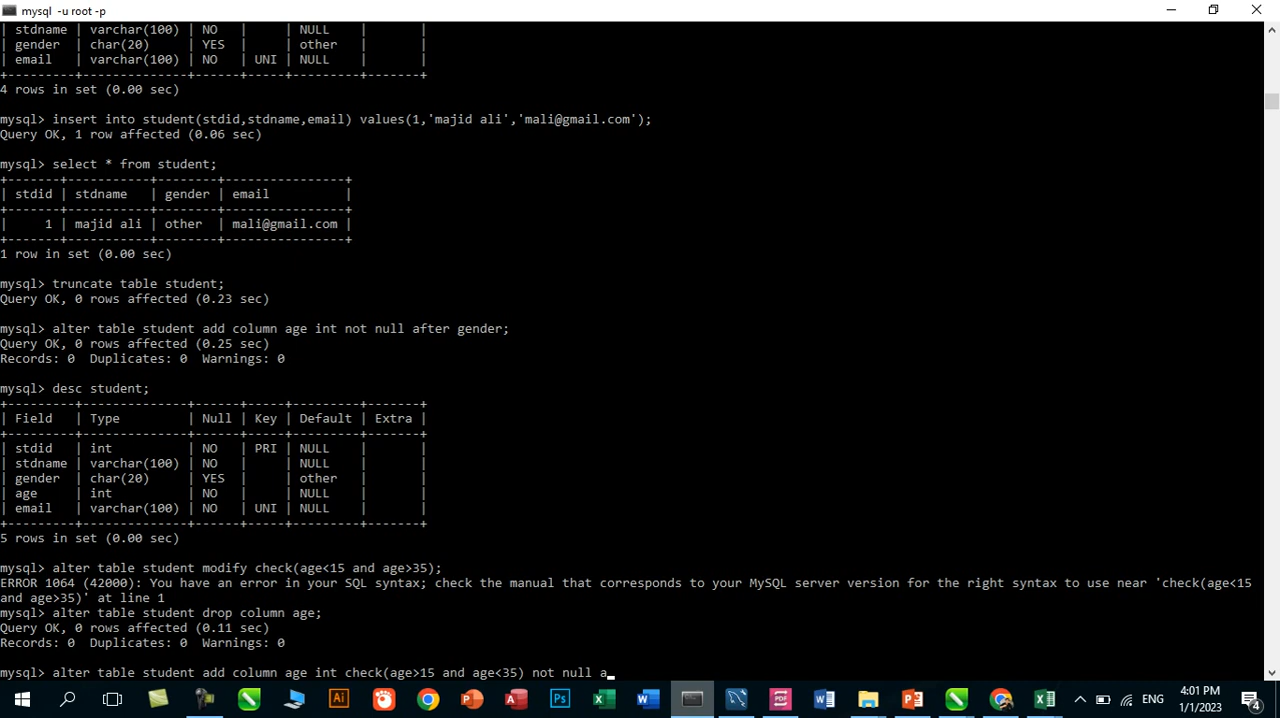 mysql  -u root -p
| stdname | varchar(100) | NO   |     | NULL    |       |
| gender  | char(20)     | YES  |     | other   |       |
| email   | varchar(100) | NO   | UNI | NULL    |       |
+---------+--------------+------+-----+---------+-------+
4 rows in set (0.00 sec)
mysql> insert into student(stdid,stdname,email) values(1,'majid ali','mali@gmail.com');
Query OK, 1 row affected (0.06 sec)
mysql> select * from student;
+-------+-----------+--------+----------------+
| stdid | stdname   | gender | email          |
+-------+-----------+--------+----------------+
|     1 | majid ali | other  | mali@gmail.com |
+-------+-----------+--------+----------------+
1 row in set (0.00 sec)
mysql> truncate table student;
Query OK, 0 rows affected (0.23 sec)
mysql> alter table student add column age int not null after gender;
Query OK, 0 rows affected (0.25 sec)
Records: 0  Duplicates: 0  Warnings: 0
mysql> desc student;
+---------+--------------+------+-----+---------+-------+
| Field   | Type         | Null | Key | Default | Extra |
+---------+--------------+------+-----+---------+-------+
| stdid   | int          | NO   | PRI | NULL    |       |
| stdname | varchar(100) | NO   |     | NULL    |       |
| gender  | char(20)     | YES  |     | other   |       |
| age     | int          | NO   |     | NULL    |       |
| email   | varchar(100) | NO   | UNI | NULL    |       |
+---------+--------------+------+-----+---------+-------+
5 rows in set (0.00 sec)
mysql> alter table student modify check(age<15 and age>35);
ERROR 1064 (42000): You have an error in your SQL syntax; check the manual that corresponds to your MySQL server version for the right syntax to use near 'check(age<15
and age>35)' at line 1
mysql> alter table student drop column age;
Query OK, 0 rows affected (0.11 sec)
Records: 0  Duplicates: 0  Warnings: 0
mysql> alter table student add column age int check(age>15 and age<35) not null a_
ENG
4:01 PM
1/1/2023
4